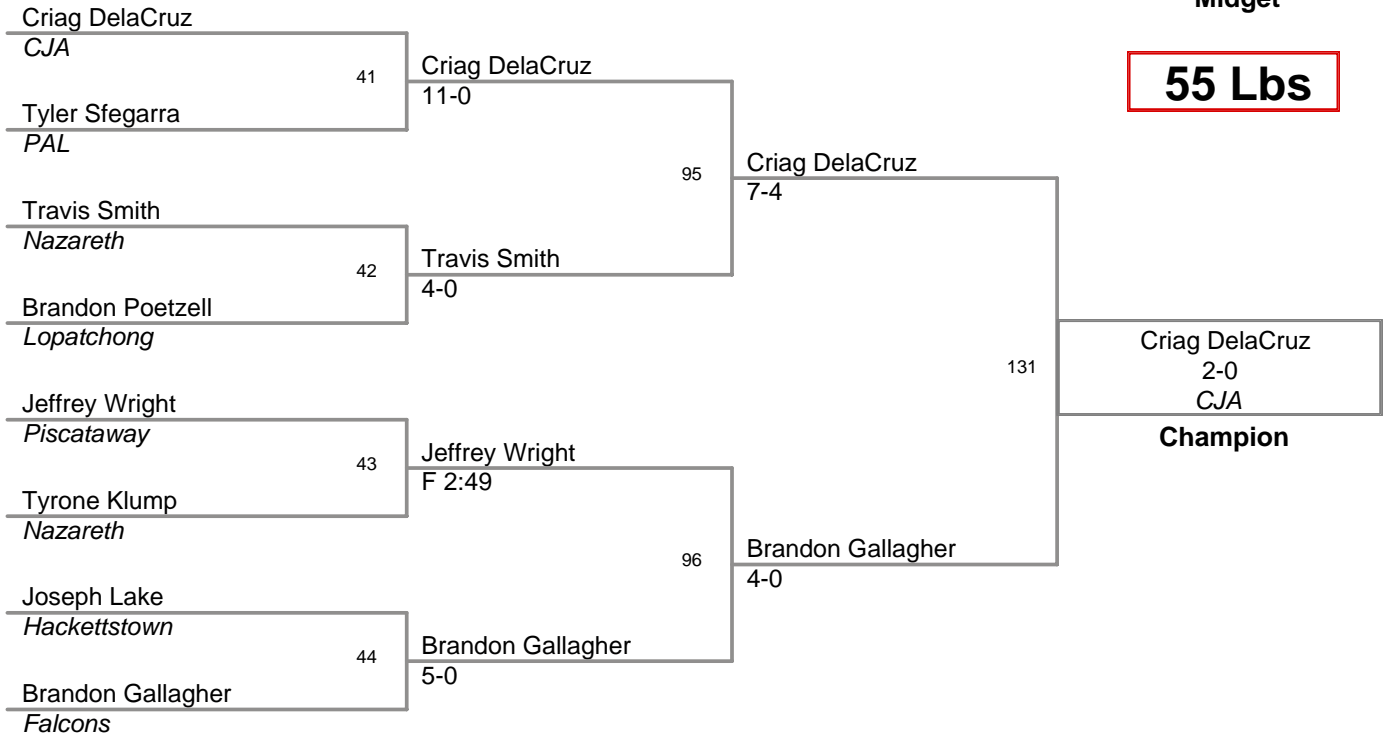 Midget
55 Lbs
Criag DelaCruz
CJA
41
Tyler Sfegarra
PAL
Criag DelaCruz
11-0
Travis Smith
Nazareth
42
Brandon Poetzell
Lopatchong
Travis Smith
4-0
95
Criag DelaCruz
7-4
Jeffrey Wright
Piscataway
43
Tyrone Klump
Nazareth
Jeffrey Wright
F 2:49
Joseph Lake
Hackettstown
44
Brandon Gallagher
Falcons
Brandon Gallagher
5-0
96
Brandon Gallagher
4-0
131
Criag DelaCruz
2-0
CJA
Champion